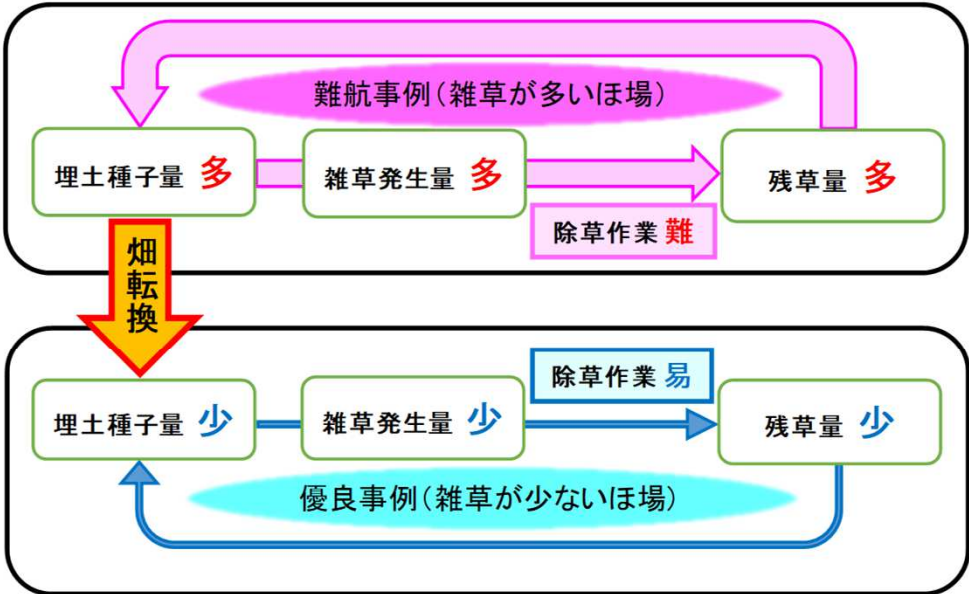 難航事例(雑草が多いほ場)
埋土種子量 多
雑草発生量 多
残草量 多
除草作業 難
畑転換
除草作業 易
埋土種子量 少
雑草発生量 少
残草量 少
優良事例(雑草が少ないほ場)